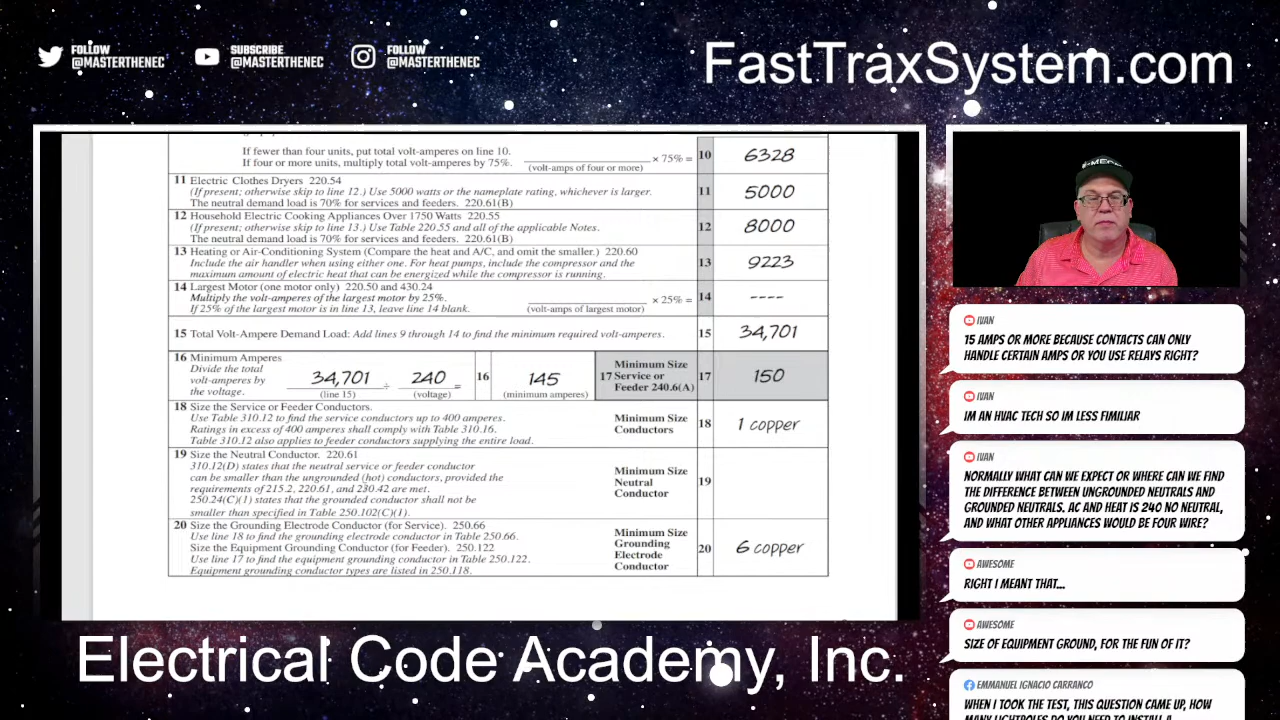 FOLLOW
@MASTERTHENEC
SUBSCRIBE
@MASTERTHENEC
FOLLOW
@MASTERTHENEC
FastTraxSystem.com
If fewer than four units, put total volt-amperes on line 10.
If four or more units, multiply total volt-amperes by 75%. ________ × 75% = 10 6328
(volt-amps of four or more)
11 Electric Clothes Dryers 220.54
(If present; otherwise skip to line 12.) Use 5000 watts or the nameplate rating, whichever is larger. 11 5000
The neutral demand load is 70% for services and feeders. 220.61(B)
12 Household Electric Cooking Appliances Over 1750 Watts 220.55
(If present; otherwise skip to line 13.) Use Table 220.55 and all of the applicable Notes. 12 8000
The neutral demand load is 70% for services and feeders. 220.61(B)
13 Heating or Air-Conditioning System (Compare the heat and A/C, and omit the smaller.) 220.60
Include the air handler when using either one. For heat pumps, include the compressor and the 13 9223
maximum amount of electric heat that can be energized while the compressor is running.
14 Largest Motor (one motor only) 220.50 and 430.24
Multiply the volt-amperes of the largest motor by 25%. ________ × 25% = 14 ----
If 25% of the largest motor is in line 13, leave line 14 blank. (volt-amps of largest motor)
15 Total Volt-Ampere Demand Load: Add lines 9 through 14 to find the minimum required volt-amperes. 15 34,701
16 Minimum Amperes
Divide the total
volt-amperes by
the voltage.
34,701 ÷ 240 = 16 145
(line 15) (voltage) (minimum amperes)
Minimum Size
17 Service or
Feeder 240.6(A)
17 150
18 Size the Service or Feeder Conductors.
Use Table 310.12 to find the service conductors up to 400 amperes.
Ratings in excess of 400 amperes shall comply with Table 310.16.
Table 310.12 also applies to feeder conductors supplying the entire load.
Minimum Size
Conductors
18 1 copper
19 Size the Neutral Conductor. 220.61
310.12(D) states that the neutral service or feeder conductor
can be smaller than the ungrounded (hot) conductors, provided the
requirements of 215.2, 220.61, and 230.42 are met.
250.24(C)(1) states that the grounded conductor shall not be
smaller than specified in Table 250.102(C)(1).
Minimum Size
Neutral
Conductor
19
20 Size the Grounding Electrode Conductor (for Service). 250.66
Use line 18 to find the grounding electrode conductor in Table 250.66.
Size the Equipment Grounding Conductor (for Feeder). 250.122
Use line 17 to find the equipment grounding conductor in Table 250.122.
Equipment grounding conductor types are listed in 250.118.
Minimum Size
Grounding
Electrode
Conductor
20 6 copper
IVAN
15 AMPS OR MORE BECAUSE CONTACTS CAN ONLY
HANDLE CERTAIN AMPS OR YOU USE RELAYS RIGHT?
IVAN
IM AN HVAC TECH SO IM LESS FIMILIAR
IVAN
NORMALLY WHAT CAN WE EXPECT OR WHERE CAN WE FIND
THE DIFFERENCE BETWEEN UNGROUNDED NEUTRALS AND
GROUNDED NEUTRALS. AC AND HEAT IS 240 NO NEUTRAL,
AND WHAT OTHER APPLIANCES WOULD BE FOUR WIRE?
AWESOME
RIGHT I MEANT THAT...
AWESOME
SIZE OF EQUIPMENT GROUND, FOR THE FUN OF IT?
EMMANUEL IGNACIO CARRANCO
WHEN I TOOK THE TEST, THIS QUESTION CAME UP, HOW
MANY LIGHTPOLES DO YOU NEED TO INSTALL A
Electrical Code Academy, Inc.